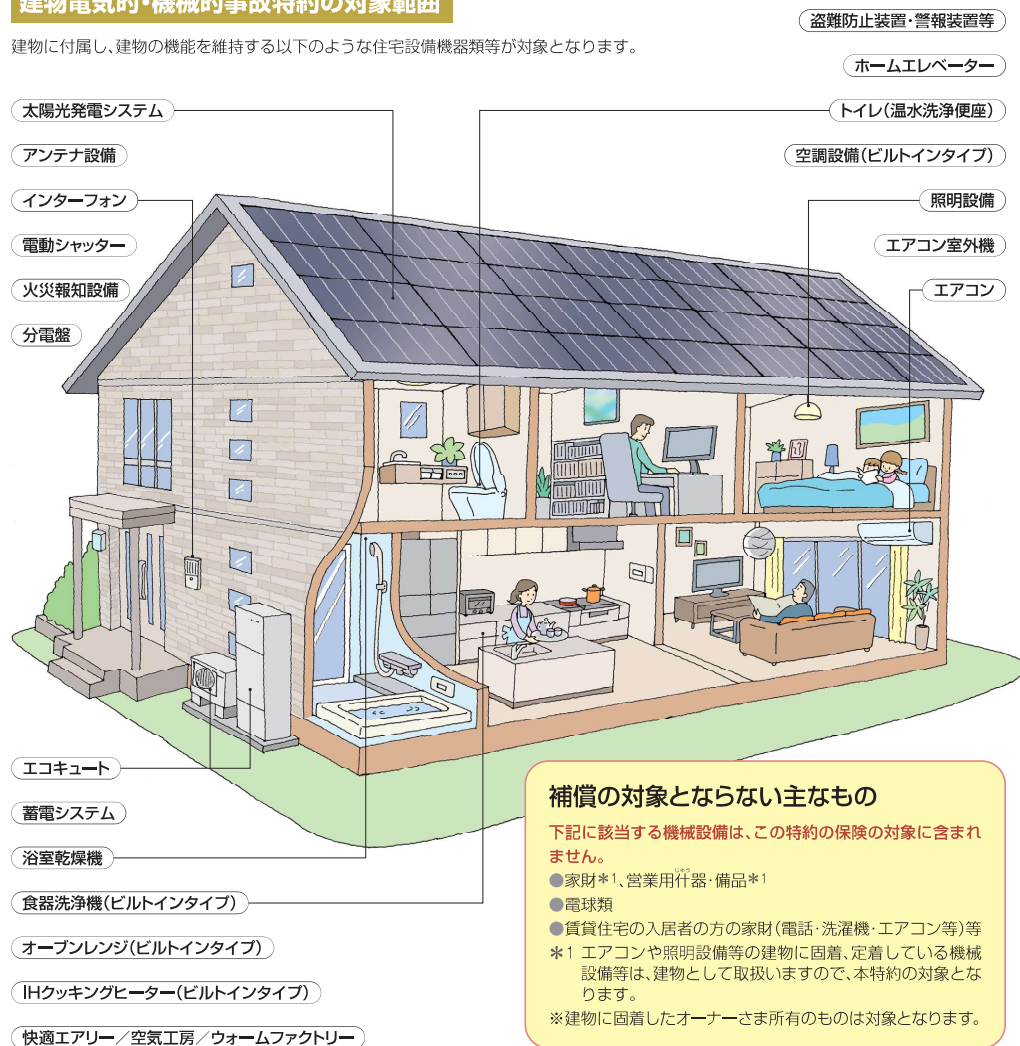 建物電気的・機械的事故特約の対象範囲
建物に付属し、建物の機能を維持する以下のような住宅設備機器類等が対象となります。
盗難防止装置・警報装置等
ホームエレベーター
太陽光発電システム
トイレ(温水洗浄便座)
アンテナ設備
空調設備(ビルトインタイプ)
インターフォン
照明設備
電動シャッター
エアコン室外機
火災報知設備
エアコン
分電盤
エコキュート
蓄電システム
浴室乾燥機
食器洗浄機(ビルトインタイプ)
オーブンレンジ(ビルトインタイプ)
IHクッキングヒーター(ビルトインタイプ)
快適エアリー/空気工房/ウォームファクトリー
補償の対象とならない主なもの
下記に該当する機械設備は、この特約の保険の対象に含まれ
ません。
●家財*1、営業用什器・備品*1
じゅう
●電球類
●賃貸住宅の入居者の方の家財(電話・洗濯機・エアコン等)等
*1 エアコンや照明設備等の建物に固着、定着している機械
設備等は、建物として取扱いますので、本特約の対象とな
ります。
※建物に固着したオーナーさま所有のものは対象となります。